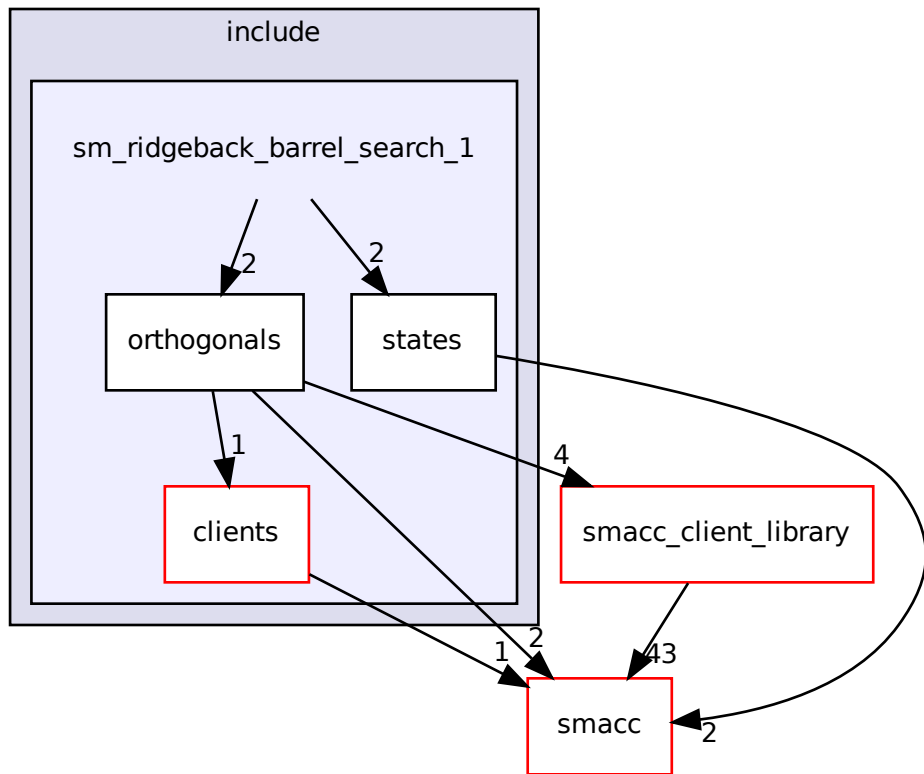 include
sm_ridgeback_barrel_search_1
2
2
orthogonals
states
1
4
clients
smacc_client_library
1
2
43
smacc
2